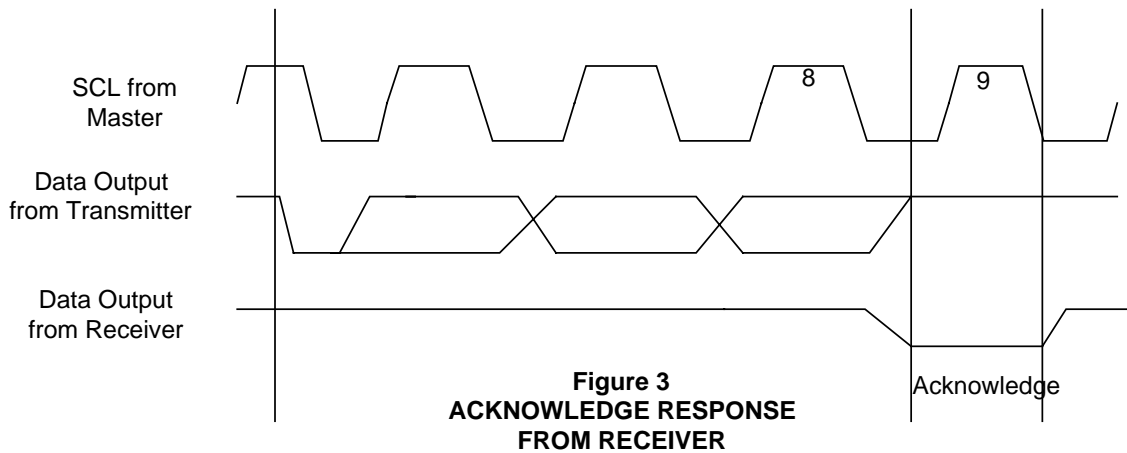 SCL from
Master
8
9
Data Output
from Transmitter
Data Output
from Receiver
Acknowledge
Figure 3
ACKNOWLEDGE RESPONSE
FROM RECEIVER